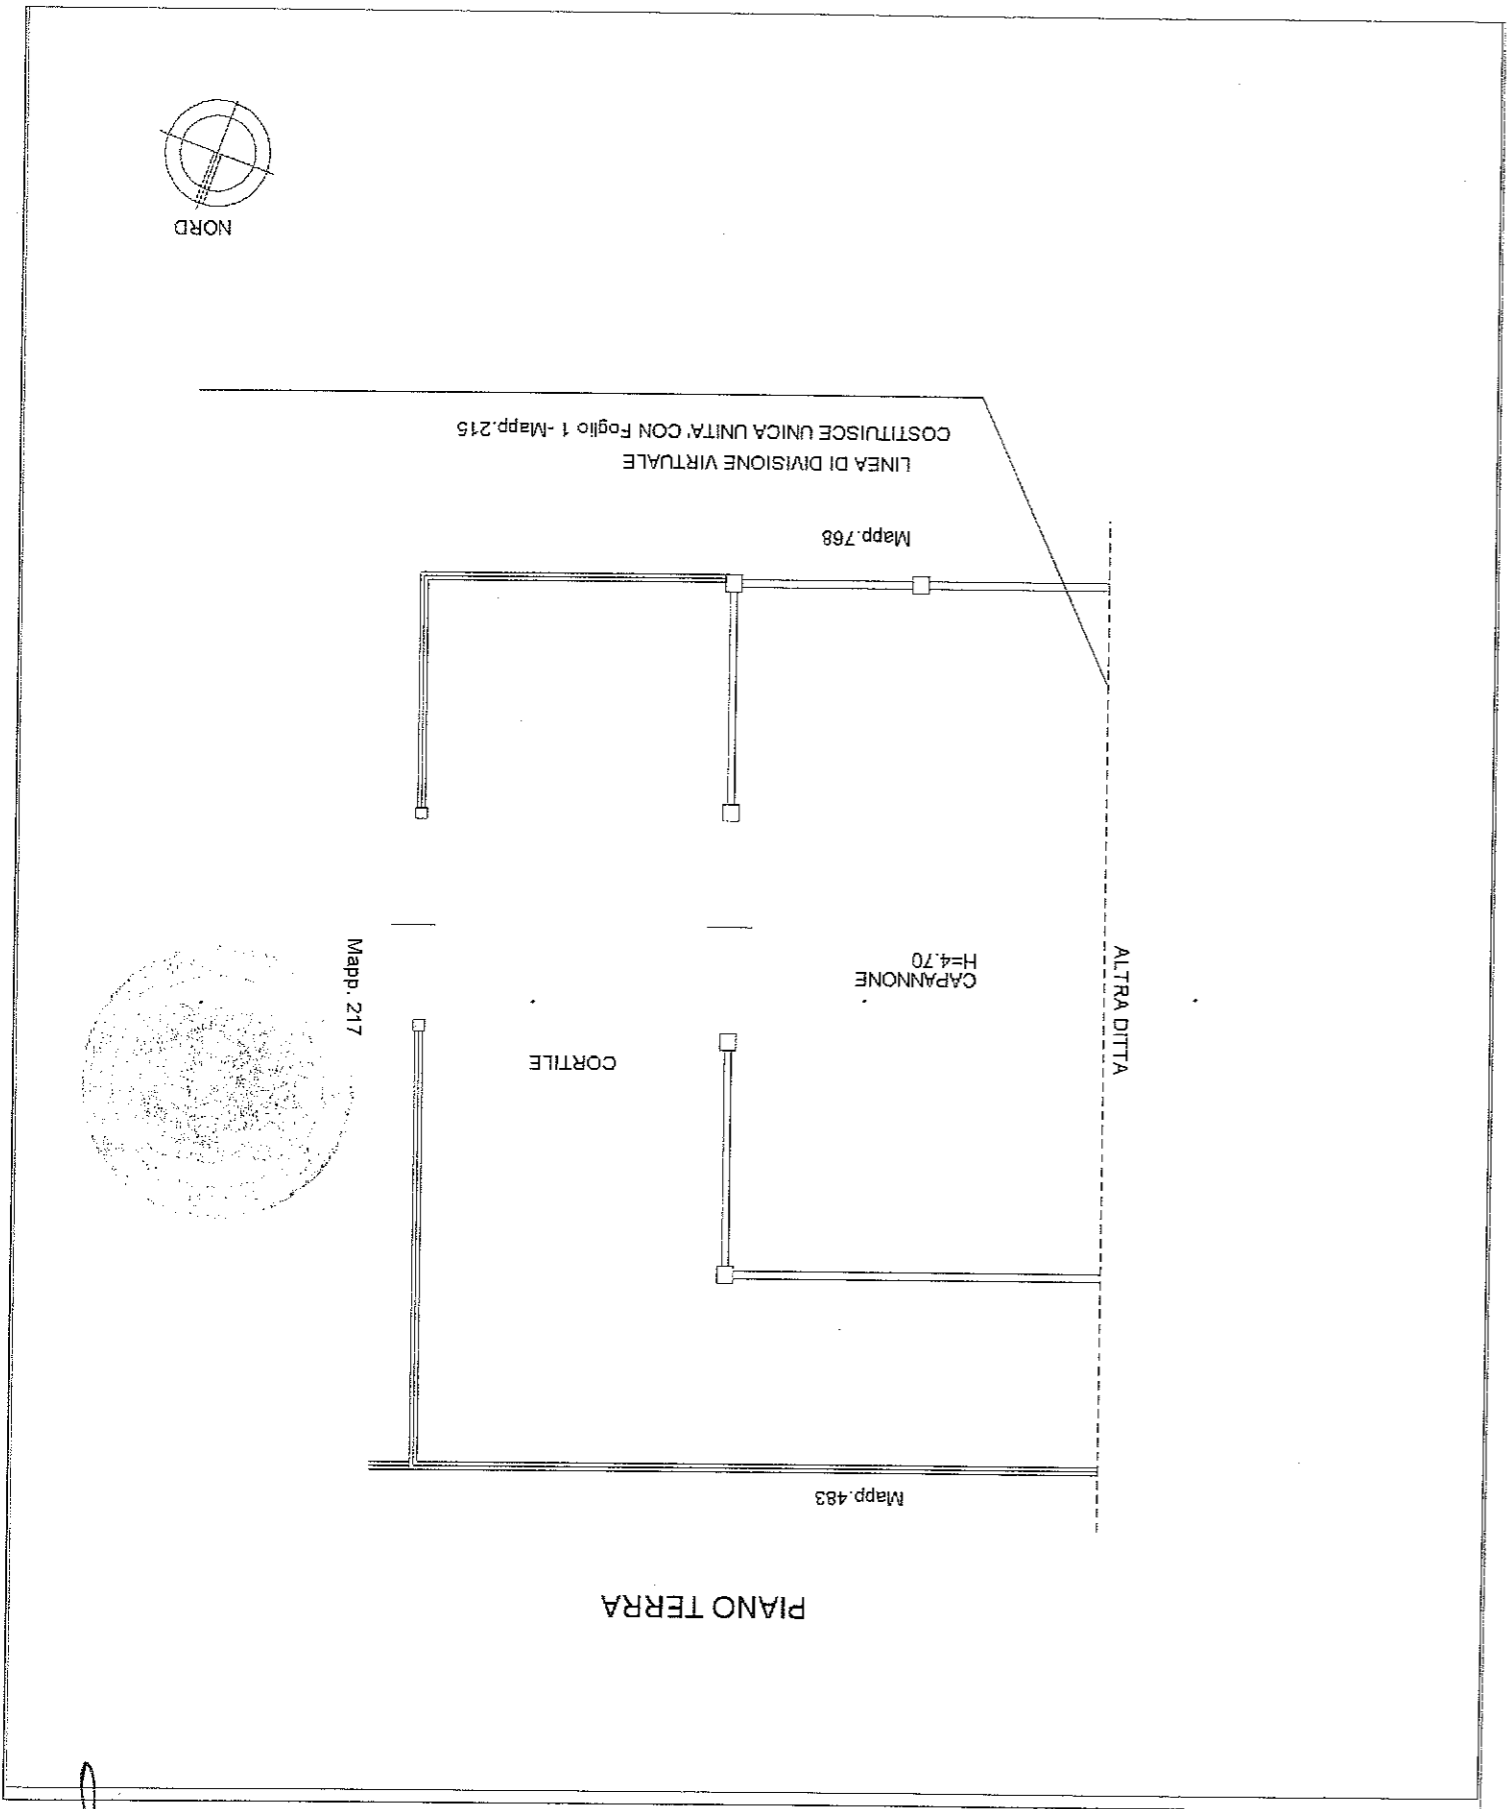 PIANO TERRA
Mapp.483
CORTILE
CAPANNONE
H=4.70
ALTRA DITTA
Mapp. 217
Mapp.768
LINEA DI DIVISIONE VIRTUALE
COSTITUISCE UNICA UNITA' CON Foglio 1 -Mapp.215
NORD